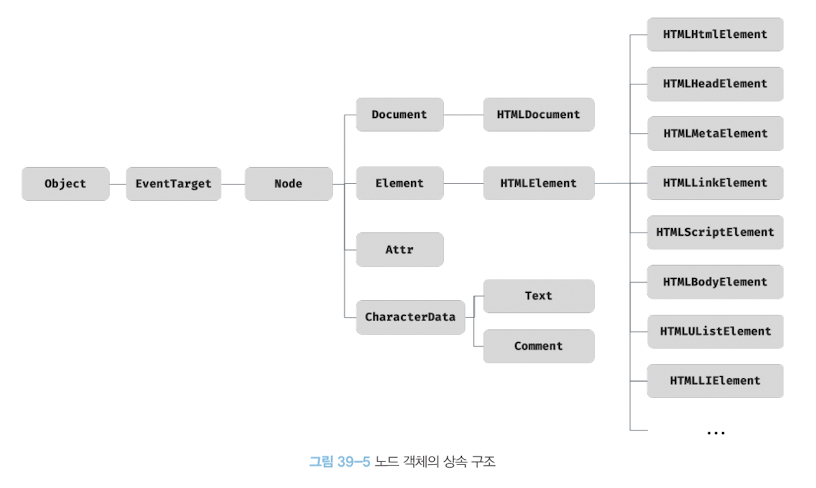 Object
EventTarget
Node
Document
HTMLDocument
Element
HTMLElement
Attr
CharacterData
Text
Comment
HTMLHtmlElement
HTMLHeadElement
HTMLMetaElement
HTMLLinkElement
HTMLScriptElement
HTMLBodyElement
HTMLUListElement
HTMLLIElement
...
그림 39-5 노드 객체의 상속 구조